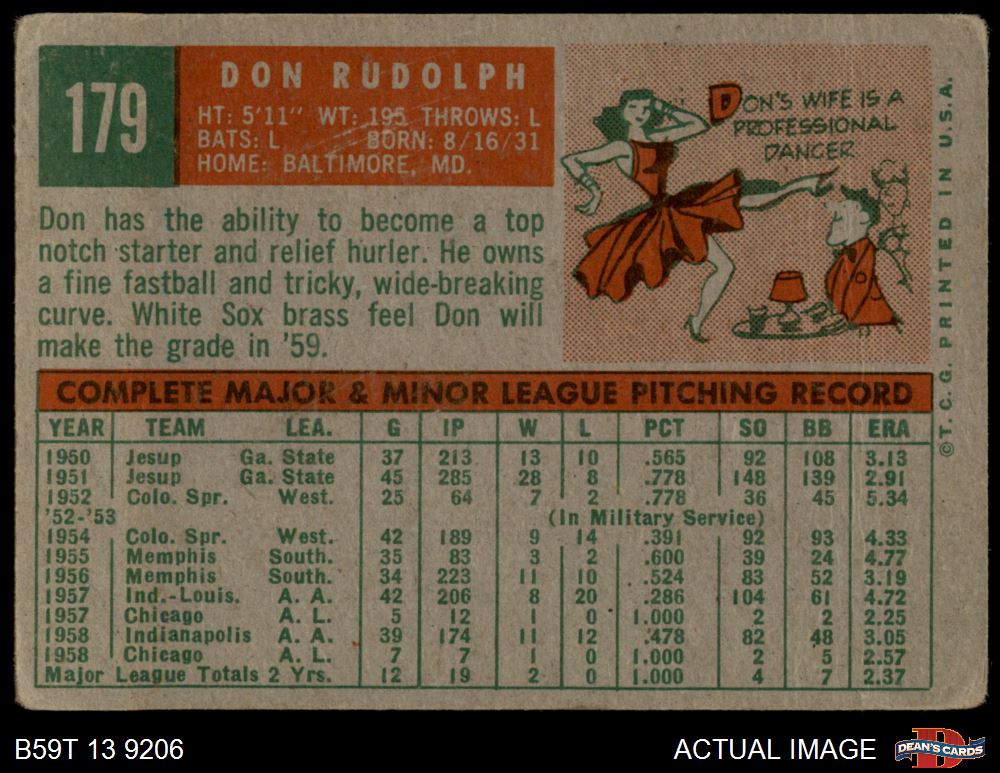 179
DON RUDOLPH
HT: 5'11" WT: 195 THROWS: L
BATS: L BORN: 8/16/31
HOME: BALTIMORE, MD.
DON'S WIFE IS A
PROFESSIONAL
DANCER
Don has the ability to become a top
notch starter and relief hurler. He owns
a fine fastball and tricky, wide-breaking
curve. White Sox brass feel Don will
make the grade in '59.
COMPLETE MAJOR & MINOR LEAGUE PITCHING RECORD
YEAR TEAM LEA. G IP W L PCT SO BB ERA
1950 Jesup Ga. State 37 213 13 10 .565 92 108 3.13
1951 Jesup Ga. State 45 285 28 8 .778 148 139 2.91
1952 Colo. Spr. West. 25 64 7 2 .778 36 45 5.34
'52-'53 (In Military Service)
1954 Colo. Spr. West. 42 189 9 14 .391 92 93 4.33
1955 Memphis South. 35 83 3 2 .600 39 24 4.77
1956 Memphis South. 34 223 11 10 .524 83 52 3.19
1957 Ind.-Louis. A. A. 42 206 8 20 .286 104 61 4.72
1957 Chicago A. L. 5 12 1 0 1.000 2 2 2.25
1958 Indianapolis A. A. 39 174 11 12 .478 82 48 3.05
1958 Chicago A. L. 7 7 1 0 1.000 2 5 2.57
Major League Totals 2 Yrs. 12 19 2 0 1.000 4 7 2.37
©T. C. G. PRINTED IN U.S.A.
B59T 13 9206
ACTUAL IMAGE
DEAN'S CARDS